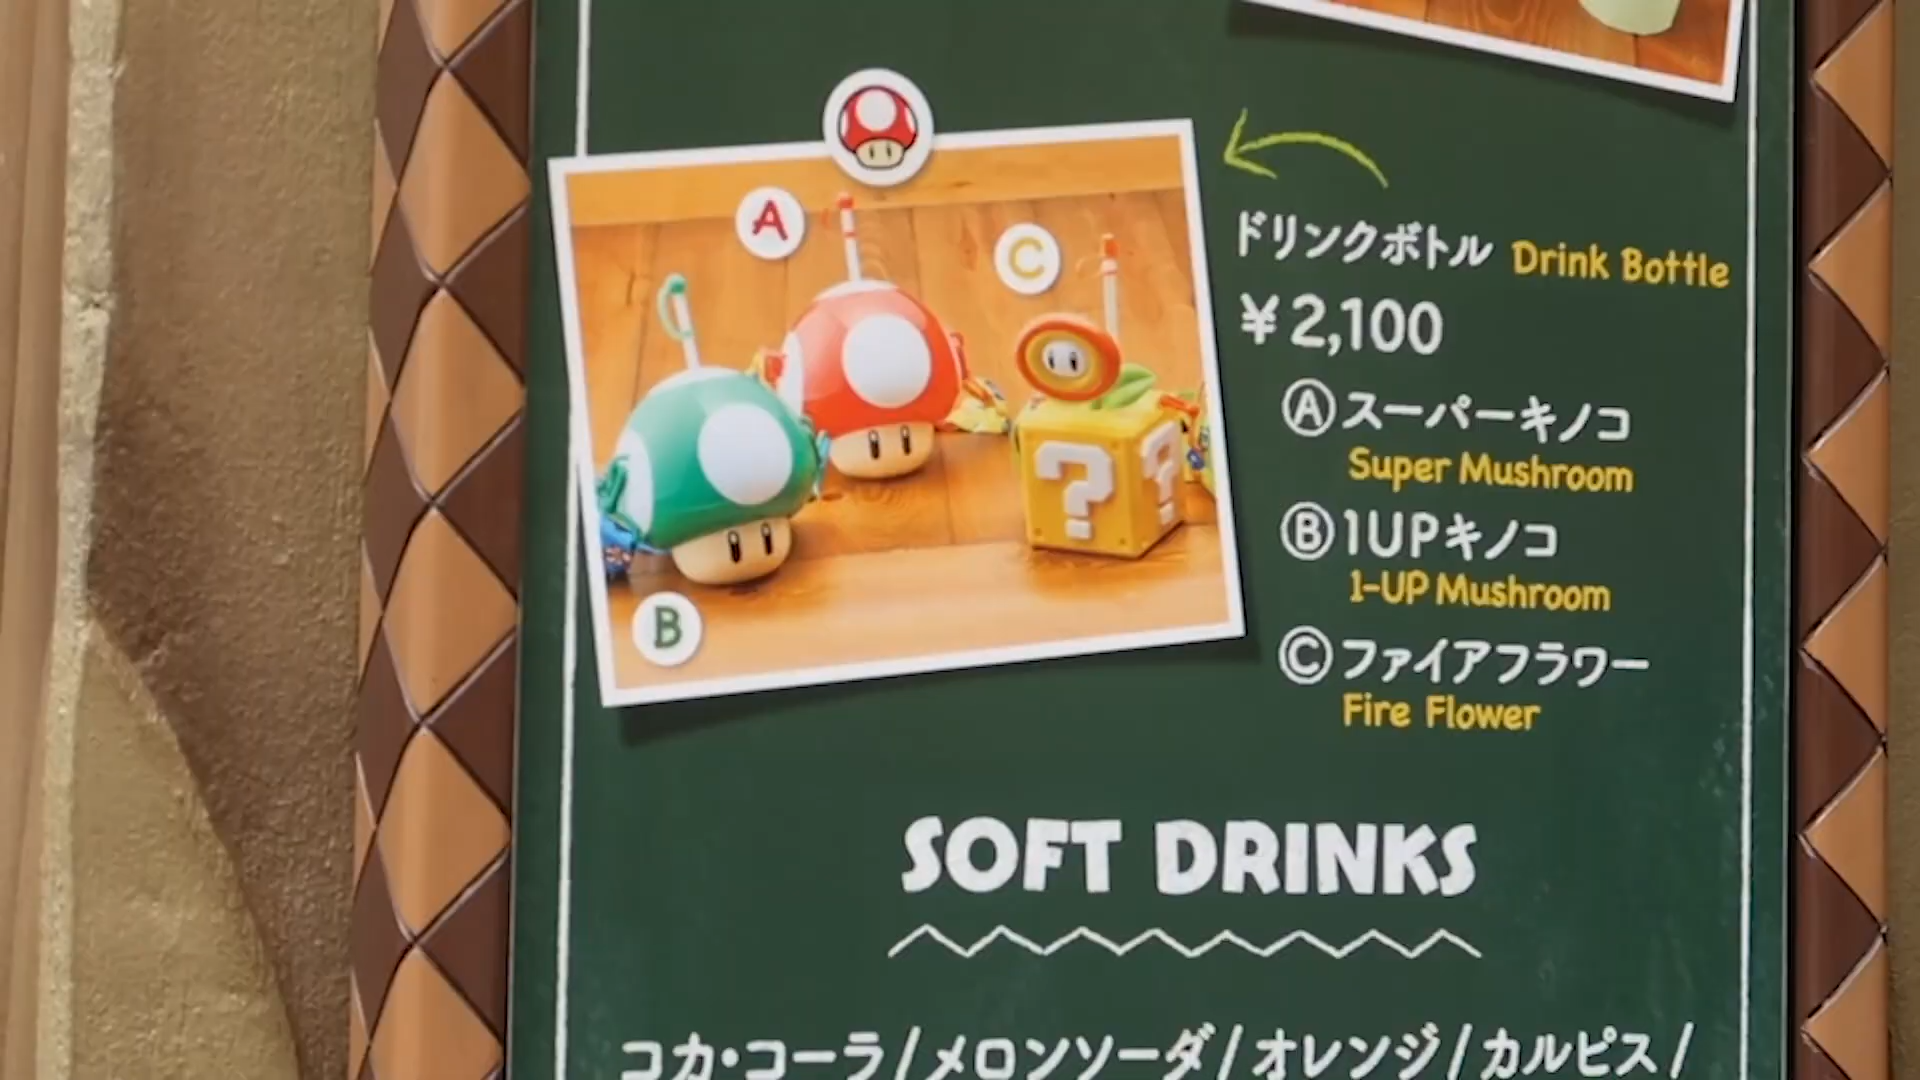 A
C
B
ドリンクボトル Drink Bottle
¥2,100
Ⓐスーパーキノコ
Super Mushroom
Ⓑ1UPキノコ
1-UP Mushroom
Ⓒファイアフラワー
Fire Flower
? ?
SOFT DRINKS
コカ・コーラ/メロンソーダ/オレンジ/カルピス/